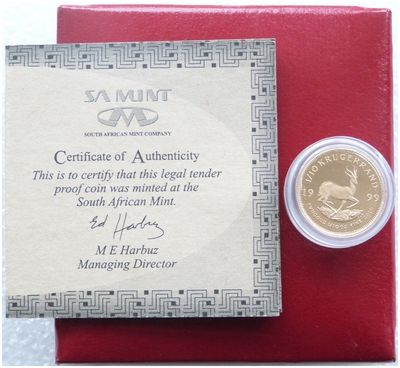 SA MINT
SOUTH AFRICAN MINT COMPANY
Certificate of Authenticity
This is to certify that this legal tender
proof coin was minted at the
South African Mint.
Ed Harbuz
M E Harbuz
Managing Director
1/10 KRUGERRAND
19 99